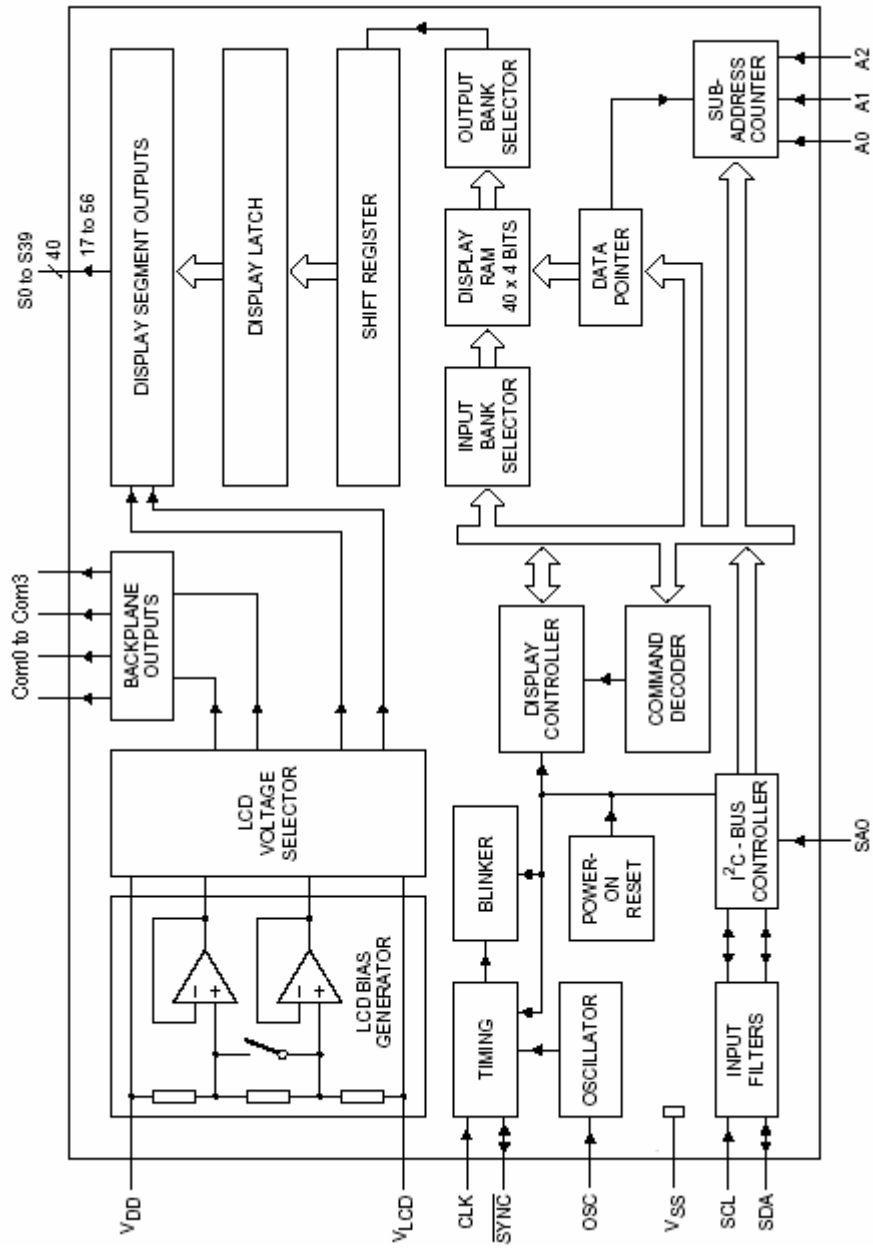 S0 to S39
40
17 to 56
Com0 to Com3
DISPLAY SEGMENT OUTPUTS
DISPLAY LATCH
SHIFT REGISTER
BACKPLANE
OUTPUTS
LCD
VOLTAGE
SELECTOR
LCD BIAS
GENERATOR
− +
− +
VDD
VLCD
INPUT
BANK
SELECTOR
DISPLAY
RAM
40 x 4 BITS
OUTPUT
BANK
SELECTOR
DATA
POINTER
SUB-
ADDRESS
COUNTER
TIMING
BLINKER
DISPLAY
CONTROLLER
OSCILLATOR
POWER-
ON
RESET
COMMAND
DECODER
INPUT
FILTERS
I²C - BUS
CONTROLLER
CLK
SYNC
OSC
VSS
SCL
SDA
SA0
A0
A1
A2